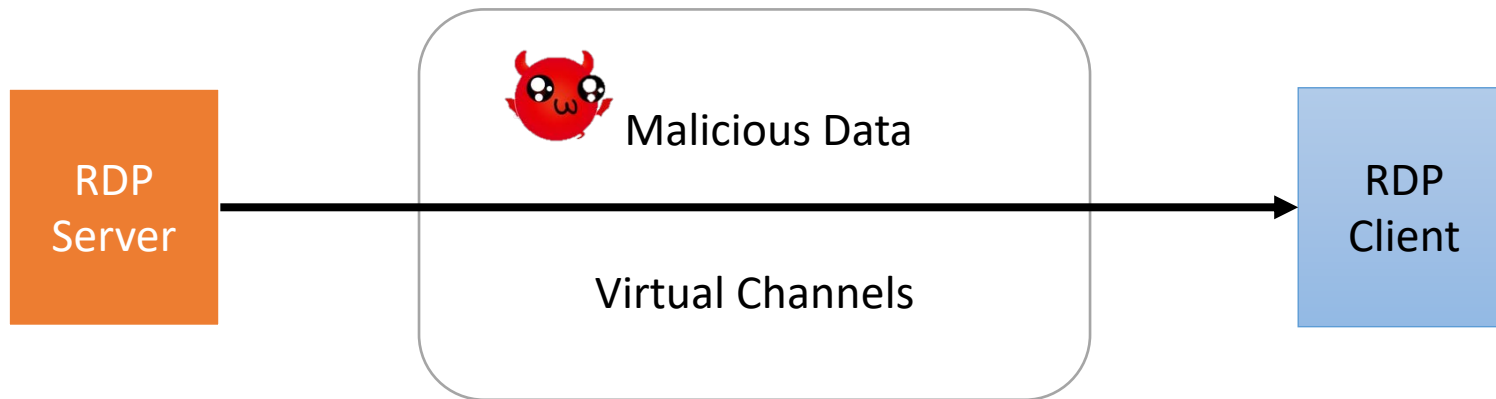 RDP
Server
Malicious Data
Virtual Channels
RDP
Client